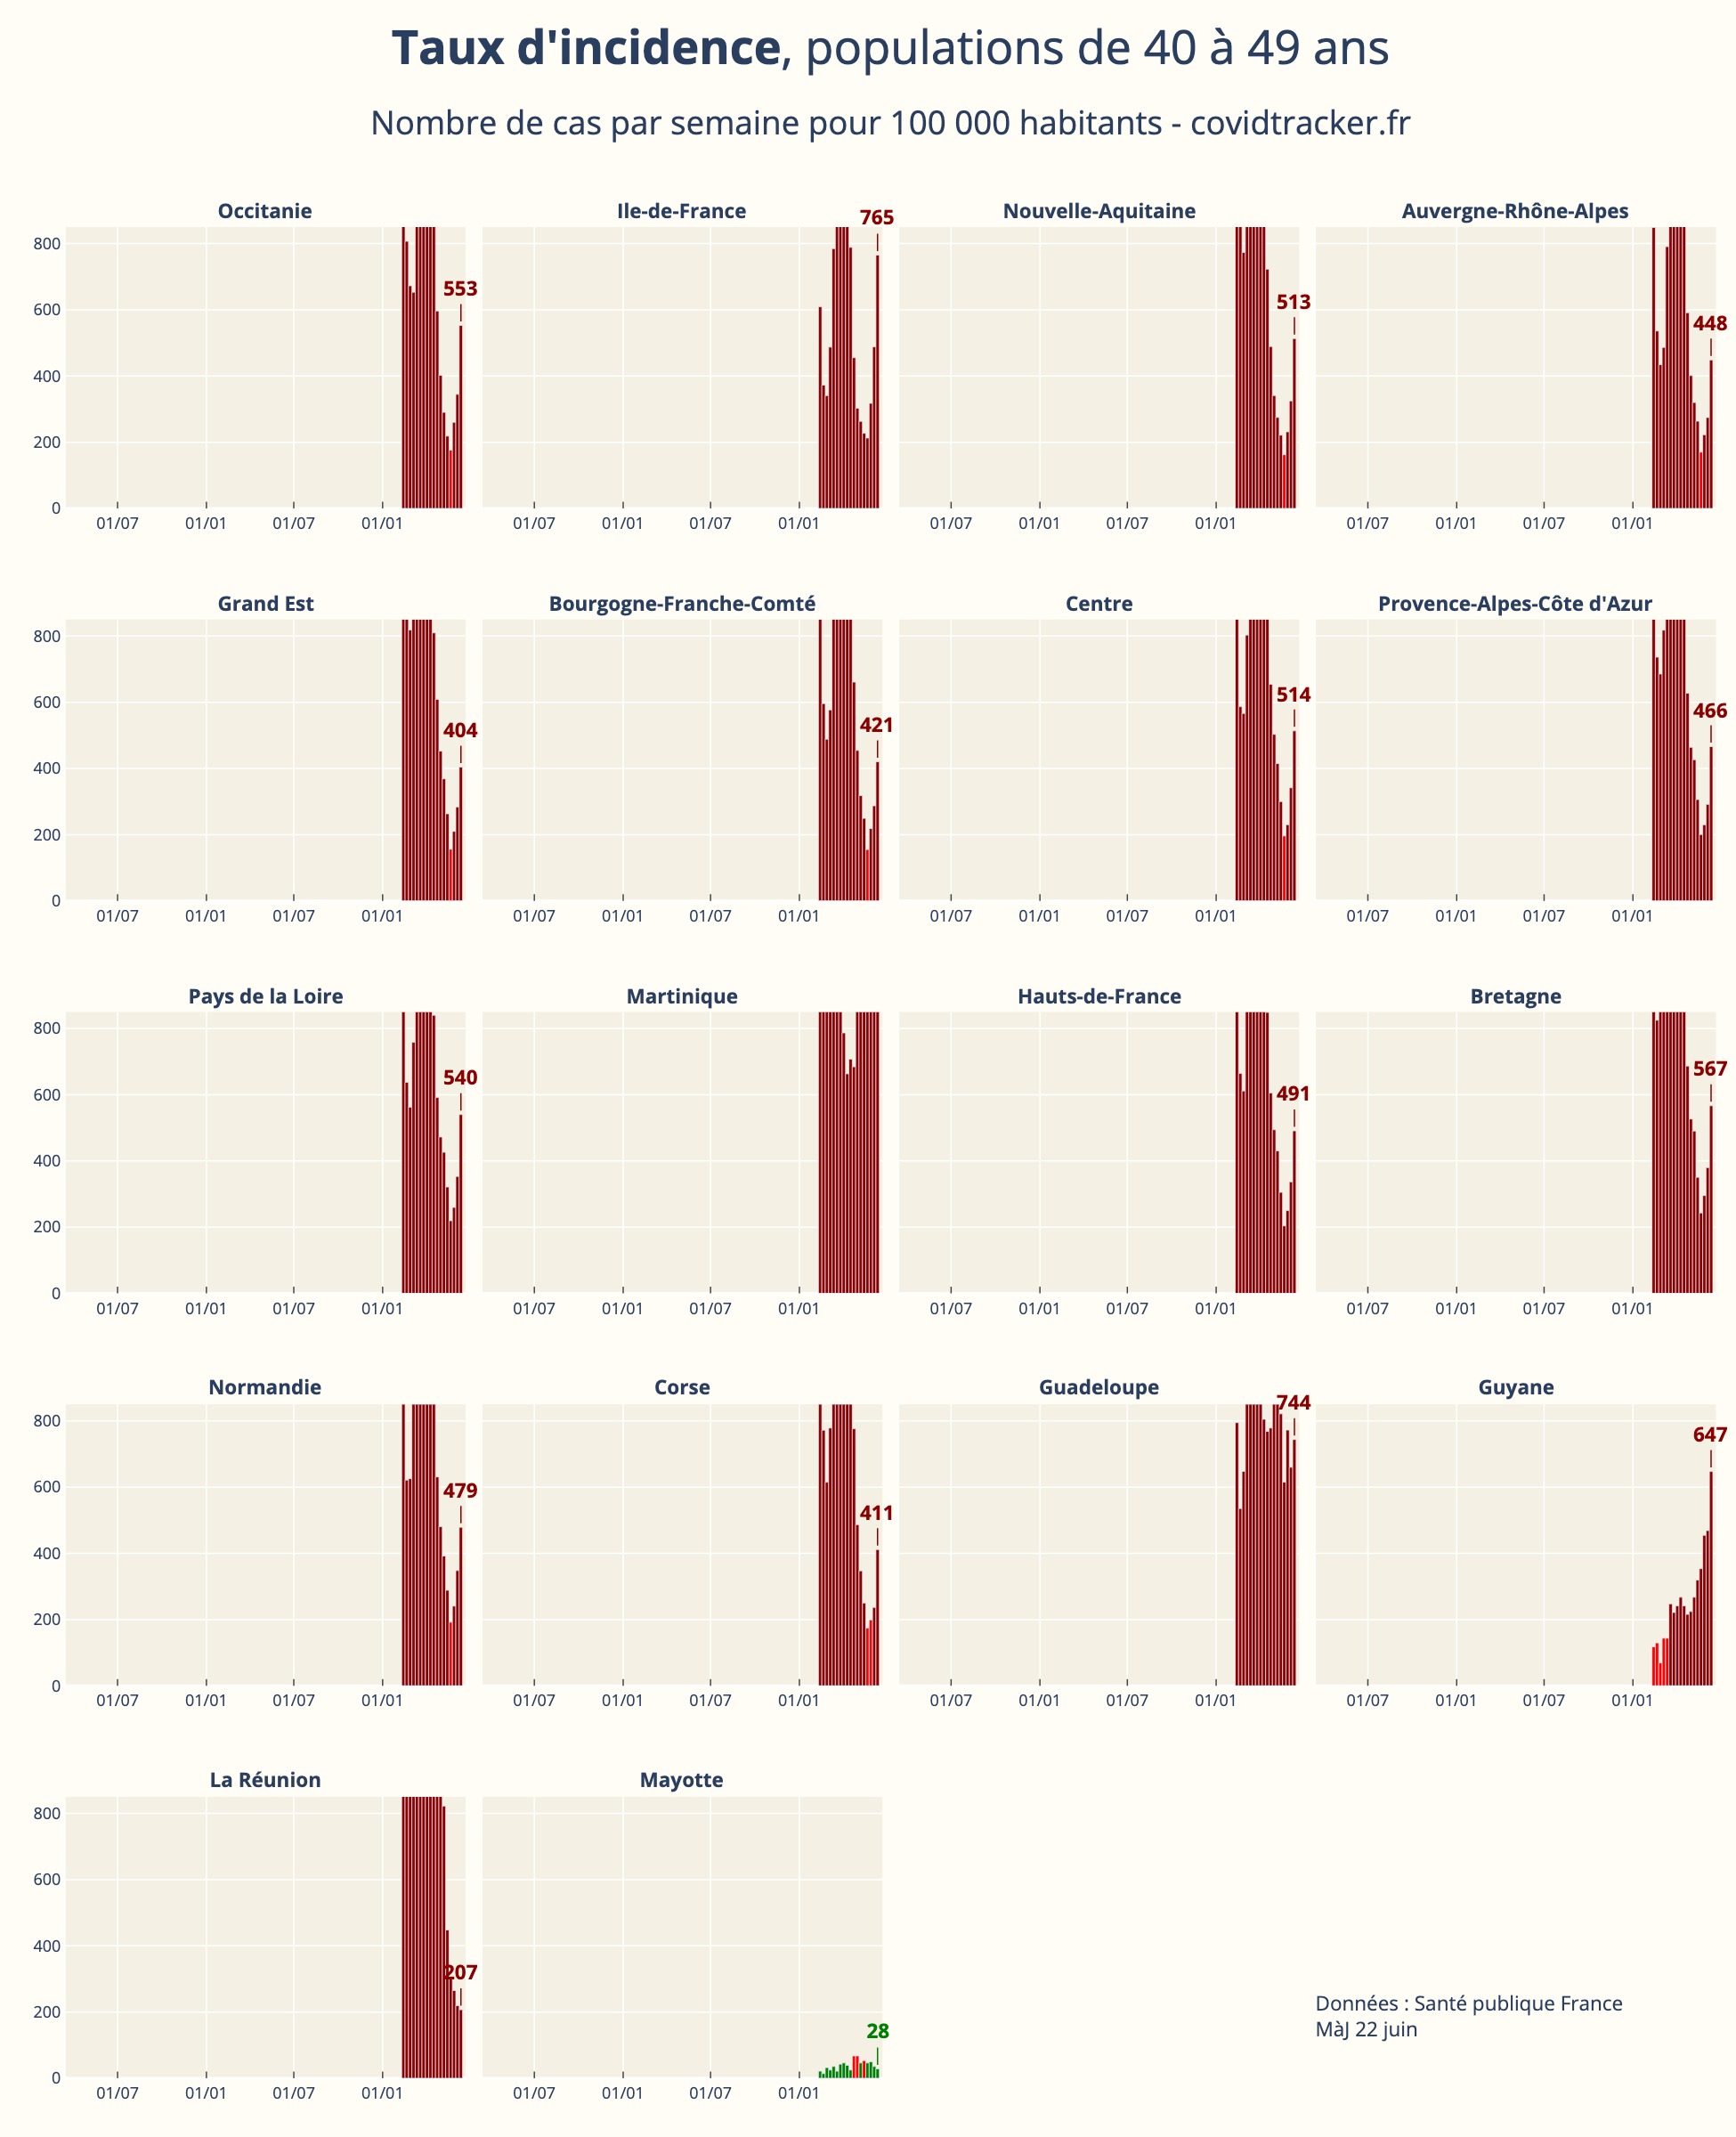 Taux d'incidence, populations de 40 à 49 ans
Nombre de cas par semaine pour 100 000 habitants - covidtracker.fr
Occitanie
Ile-de-France
Nouvelle-Aquitaine
Auvergne-Rhône-Alpes
765
553
513
448
800
600
400
200
0
01/07 01/01 01/07 01/01
01/07 01/01 01/07 01/01
01/07 01/01 01/07 01/01
01/07 01/01 01/07 01/01
Grand Est
Bourgogne-Franche-Comté
Centre
Provence-Alpes-Côte d'Azur
404
421
514
466
800
600
400
200
0
01/07 01/01 01/07 01/01
01/07 01/01 01/07 01/01
01/07 01/01 01/07 01/01
01/07 01/01 01/07 01/01
Pays de la Loire
Martinique
Hauts-de-France
Bretagne
540
491
567
800
600
400
200
0
01/07 01/01 01/07 01/01
01/07 01/01 01/07 01/01
01/07 01/01 01/07 01/01
01/07 01/01 01/07 01/01
Normandie
Corse
Guadeloupe
Guyane
479
411
744
647
800
600
400
200
0
01/07 01/01 01/07 01/01
01/07 01/01 01/07 01/01
01/07 01/01 01/07 01/01
01/07 01/01 01/07 01/01
La Réunion
Mayotte
207
28
800
600
400
200
0
01/07 01/01 01/07 01/01
01/07 01/01 01/07 01/01
Données : Santé publique France
MàJ 22 juin